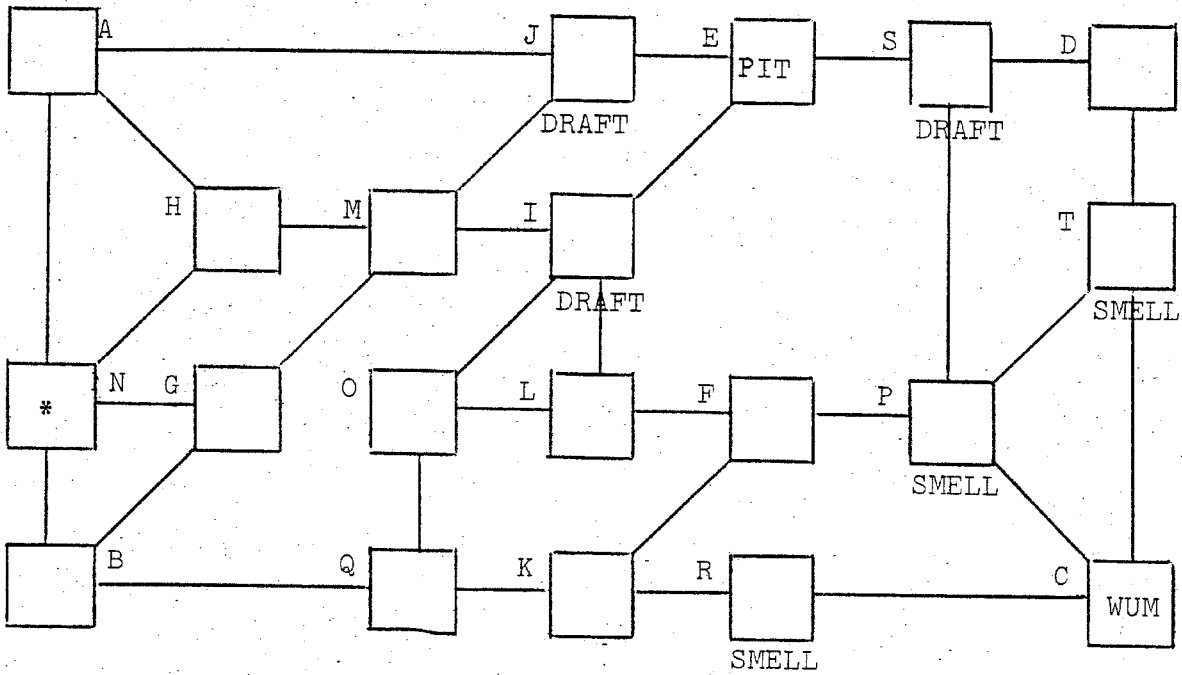 A J E S D
PIT
DRAFT DRAFT
H M I T
DRAFT SMELL
N G O L F P
*
SMELL
B Q K R C
WUM
SMELL